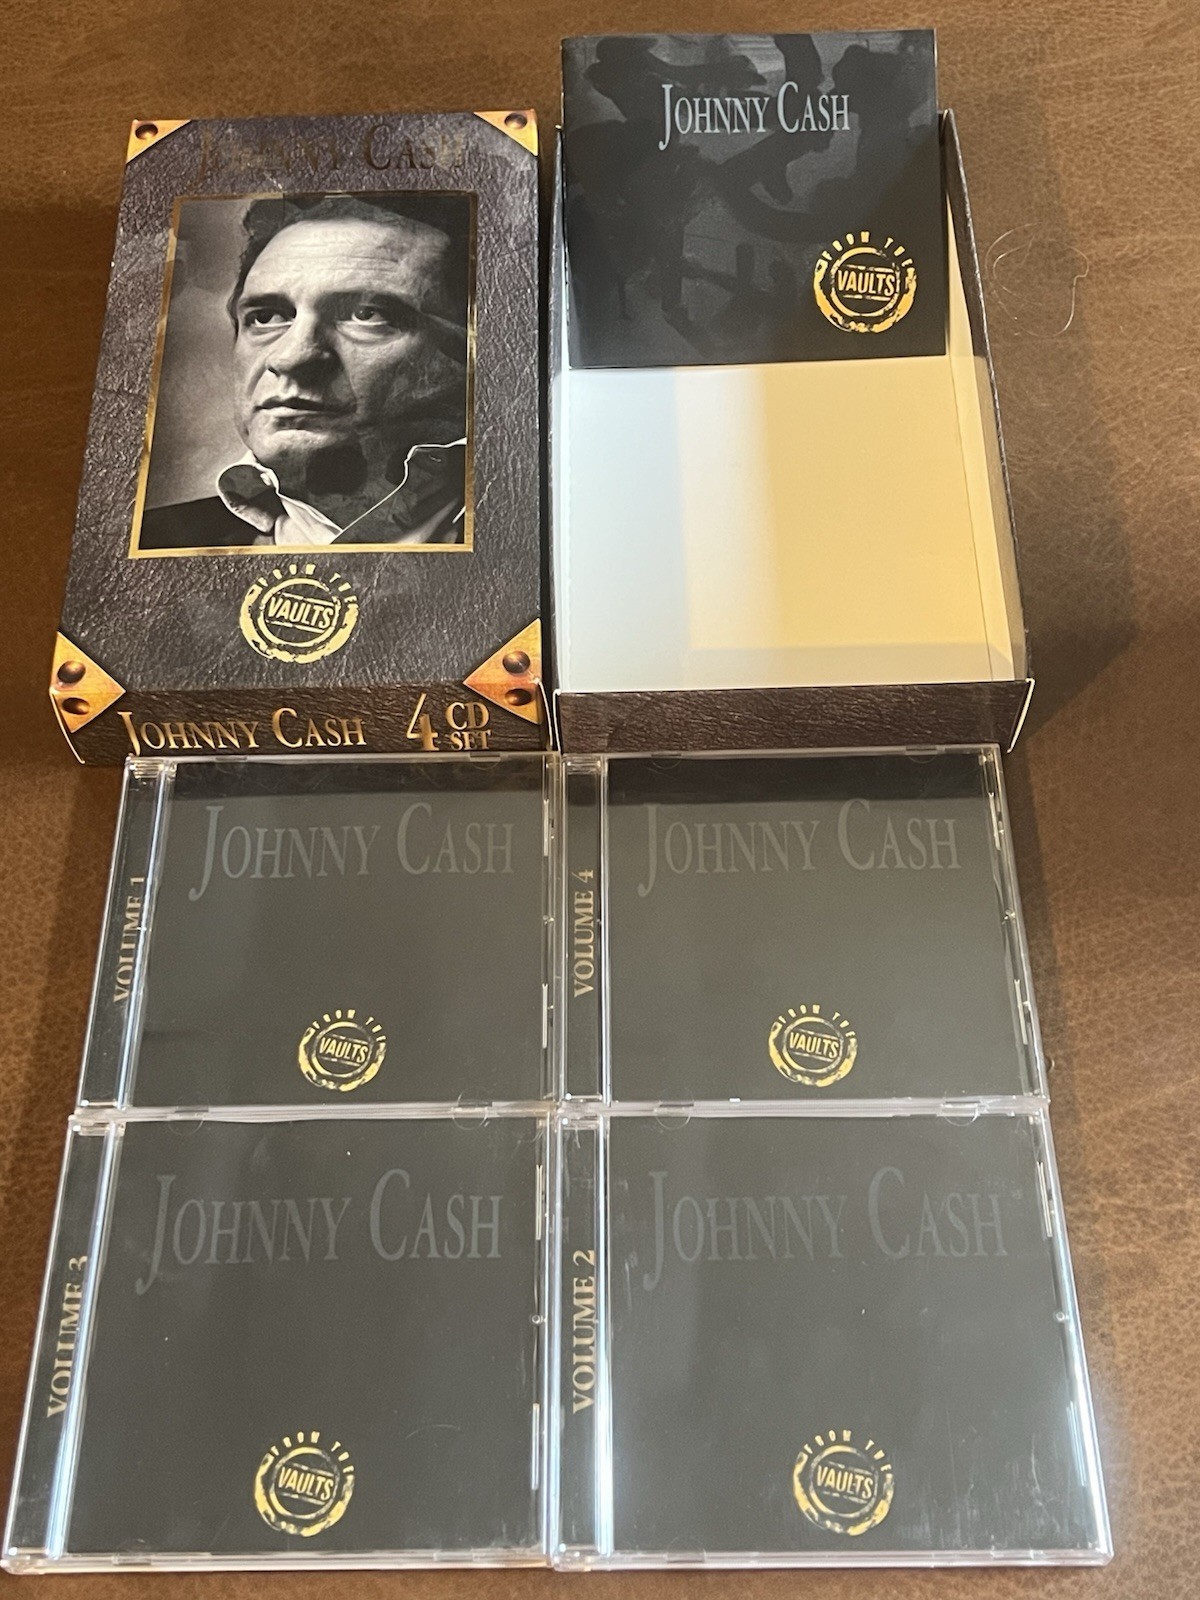 JOHNNY CASH
FROM THE
VAULTS
JOHNNY CASH 4 CD
SET
JOHNNY CASH
FROM THE
VAULTS
VOLUME 1
JOHNNY CASH
FROM THE
VAULTS
VOLUME 4
JOHNNY CASH
FROM THE
VAULTS
VOLUME 3
JOHNNY CASH
FROM THE
VAULTS
VOLUME 2
JOHNNY CASH
FROM THE
VAULTS